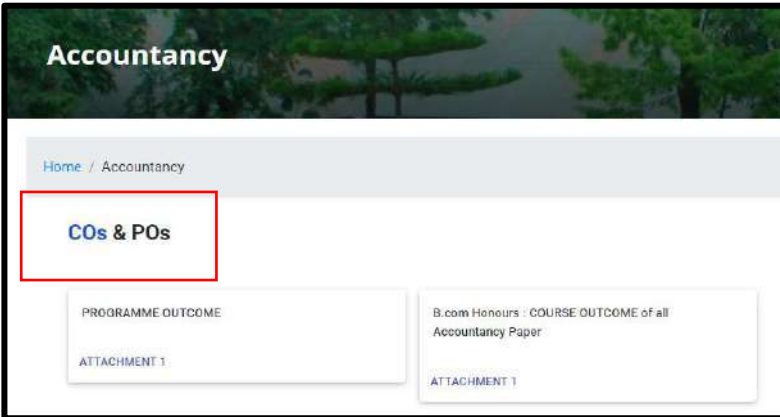 Accountancy
Home / Accountancy
COs & POs
PROGRAMME OUTCOME
ATTACHMENT 1
B.com Honours : COURSE OUTCOME of all
Accountancy Paper
ATTACHMENT 1